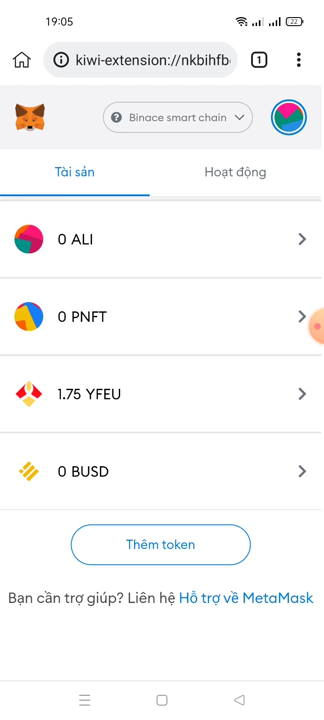 19:05
22
kiwi-extension://nkbihfb
1
? Binace smart chain
Tài sản
Hoạt động
0 ALI
0 PNFT
1.75 YFEU
0 BUSD
Thêm token
Bạn cần trợ giúp? Liên hệ Hỗ trợ về MetaMask